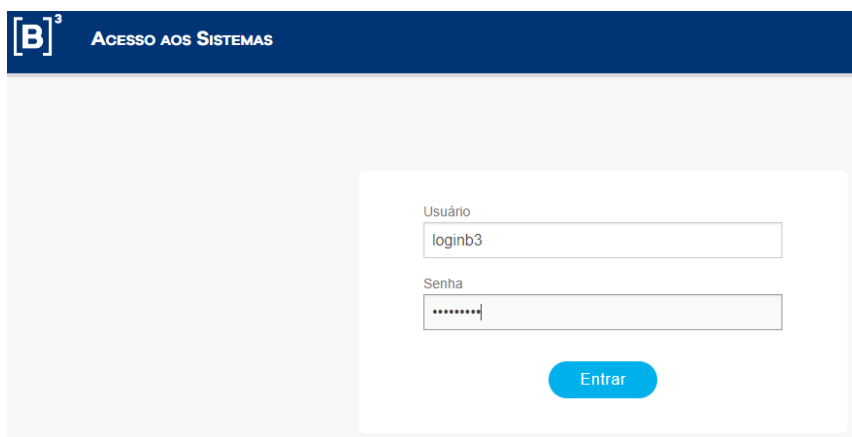 [B]³ Acesso aos Sistemas
Usuário
loginb3
Senha
•••••••••
Entrar